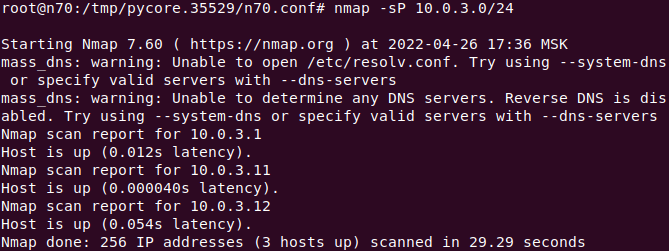 root@n70:/tmp/pycore.35529/n70.conf# nmap -sP 10.0.3.0/24
Starting Nmap 7.60 ( https://nmap.org ) at 2022-04-26 17:36 MSK
mass_dns: warning: Unable to open /etc/resolv.conf. Try using --system-dns
or specify valid servers with --dns-servers
mass_dns: warning: Unable to determine any DNS servers. Reverse DNS is dis
abled. Try using --system-dns or specify valid servers with --dns-servers
Nmap scan report for 10.0.3.1
Host is up (0.012s latency).
Nmap scan report for 10.0.3.11
Host is up (0.000040s latency).
Nmap scan report for 10.0.3.12
Host is up (0.054s latency).
Nmap done: 256 IP addresses (3 hosts up) scanned in 29.29 seconds